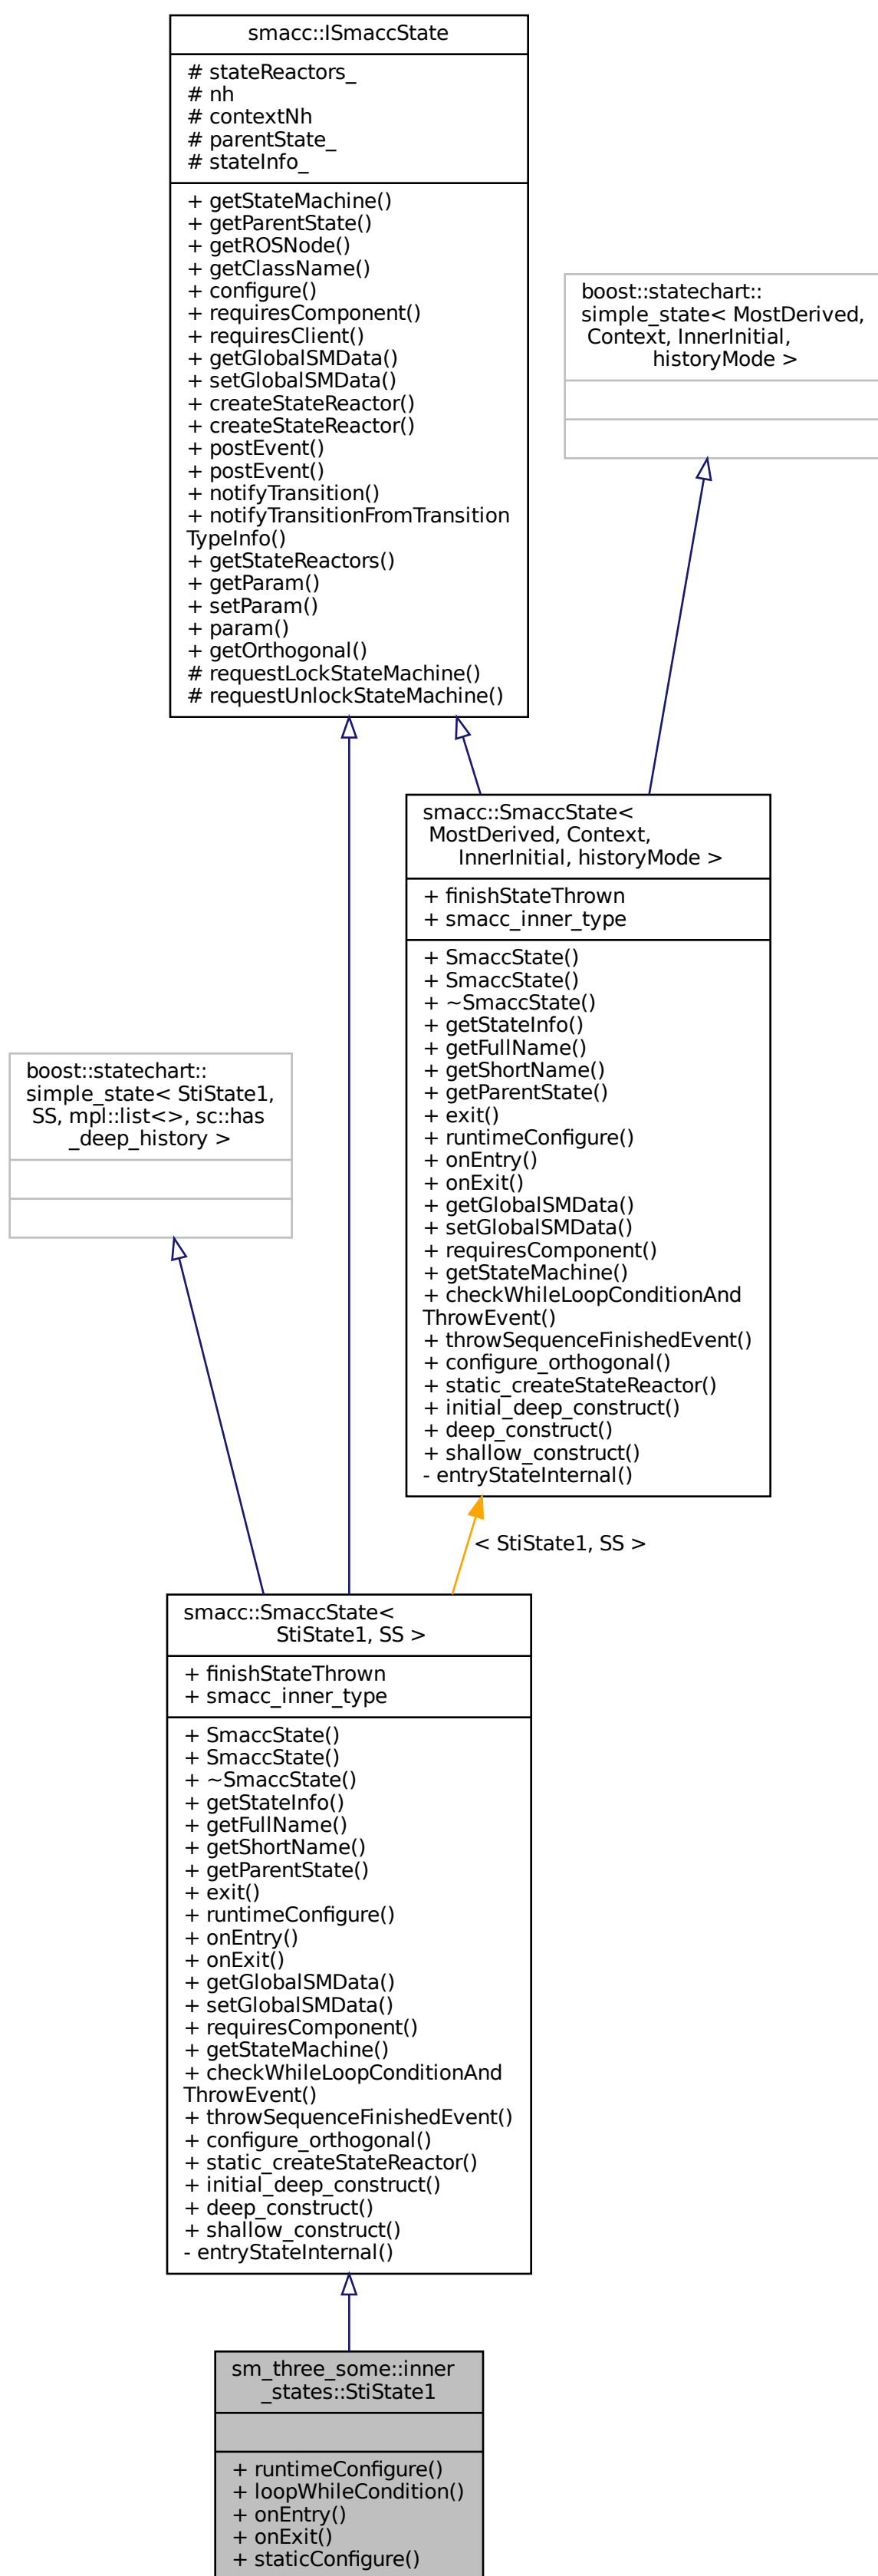 smacc::ISmaccState
# stateReactors_
# nh
# contextNh
# parentState_
# stateInfo_
+ getStateMachine()
+ getParentState()
+ getROSNode()
+ getClassName()
+ configure()
+ requiresComponent()
+ requiresClient()
+ getGlobalSMData()
+ setGlobalSMData()
+ createStateReactor()
+ createStateReactor()
+ postEvent()
+ postEvent()
+ notifyTransition()
+ notifyTransitionFromTransition
TypeInfo()
+ getStateReactors()
+ getParam()
+ setParam()
+ param()
+ getOrthogonal()
# requestLockStateMachine()
# requestUnlockStateMachine()
boost::statechart::
simple_state< MostDerived,
Context, InnerInitial,
historyMode >
smacc::SmaccState<
MostDerived, Context,
InnerInitial, historyMode >
+ finishStateThrown
+ smacc_inner_type
+ SmaccState()
+ SmaccState()
+ ~SmaccState()
+ getStateInfo()
+ getFullName()
+ getShortName()
+ getParentState()
+ exit()
+ runtimeConfigure()
+ onEntry()
+ onExit()
+ getGlobalSMData()
+ setGlobalSMData()
+ requiresComponent()
+ getStateMachine()
+ checkWhileLoopConditionAnd
ThrowEvent()
+ throwSequenceFinishedEvent()
+ configure_orthogonal()
+ static_createStateReactor()
+ initial_deep_construct()
+ deep_construct()
+ shallow_construct()
- entryStateInternal()
boost::statechart::
simple_state< StiState1,
SS, mpl::list<>, sc::has
_deep_history >
< StiState1, SS >
smacc::SmaccState<
StiState1, SS >
+ finishStateThrown
+ smacc_inner_type
+ SmaccState()
+ SmaccState()
+ ~SmaccState()
+ getStateInfo()
+ getFullName()
+ getShortName()
+ getParentState()
+ exit()
+ runtimeConfigure()
+ onEntry()
+ onExit()
+ getGlobalSMData()
+ setGlobalSMData()
+ requiresComponent()
+ getStateMachine()
+ checkWhileLoopConditionAnd
ThrowEvent()
+ throwSequenceFinishedEvent()
+ configure_orthogonal()
+ static_createStateReactor()
+ initial_deep_construct()
+ deep_construct()
+ shallow_construct()
- entryStateInternal()
sm_three_some::inner
_states::StiState1
+ runtimeConfigure()
+ loopWhileCondition()
+ onEntry()
+ onExit()
+ staticConfigure()